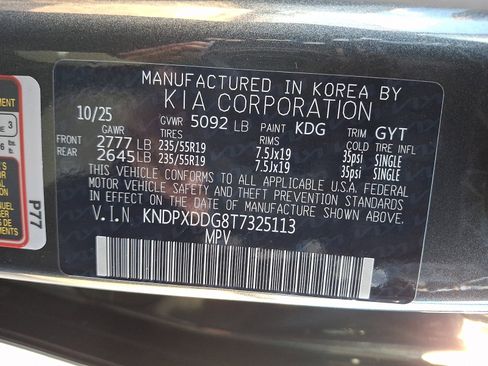 MANUFACTURED IN KOREA BY
KIA CORPORATION
10/25 GVWR 5092 LB PAINT KDG TRIM GYT
GAWR TIRES RIMS COLD TIRE INFL
FRONT 2777 LB 235/55R19 7.5Jx19 35psi SINGLE
REAR 2645 LB 235/55R19 7.5Jx19 35psi SINGLE
THIS VEHICLE CONFORMS TO ALL APPLICABLE U.S.A. FEDERAL
MOTOR VEHICLE SAFETY AND THEFT PREVENTION STANDARDS
IN EFFECT ON THE DATE OF MANUFACTURE SHOWN ABOVE.
V.I.N KNDPXDDG8T7325113
MPV
P77
3
6